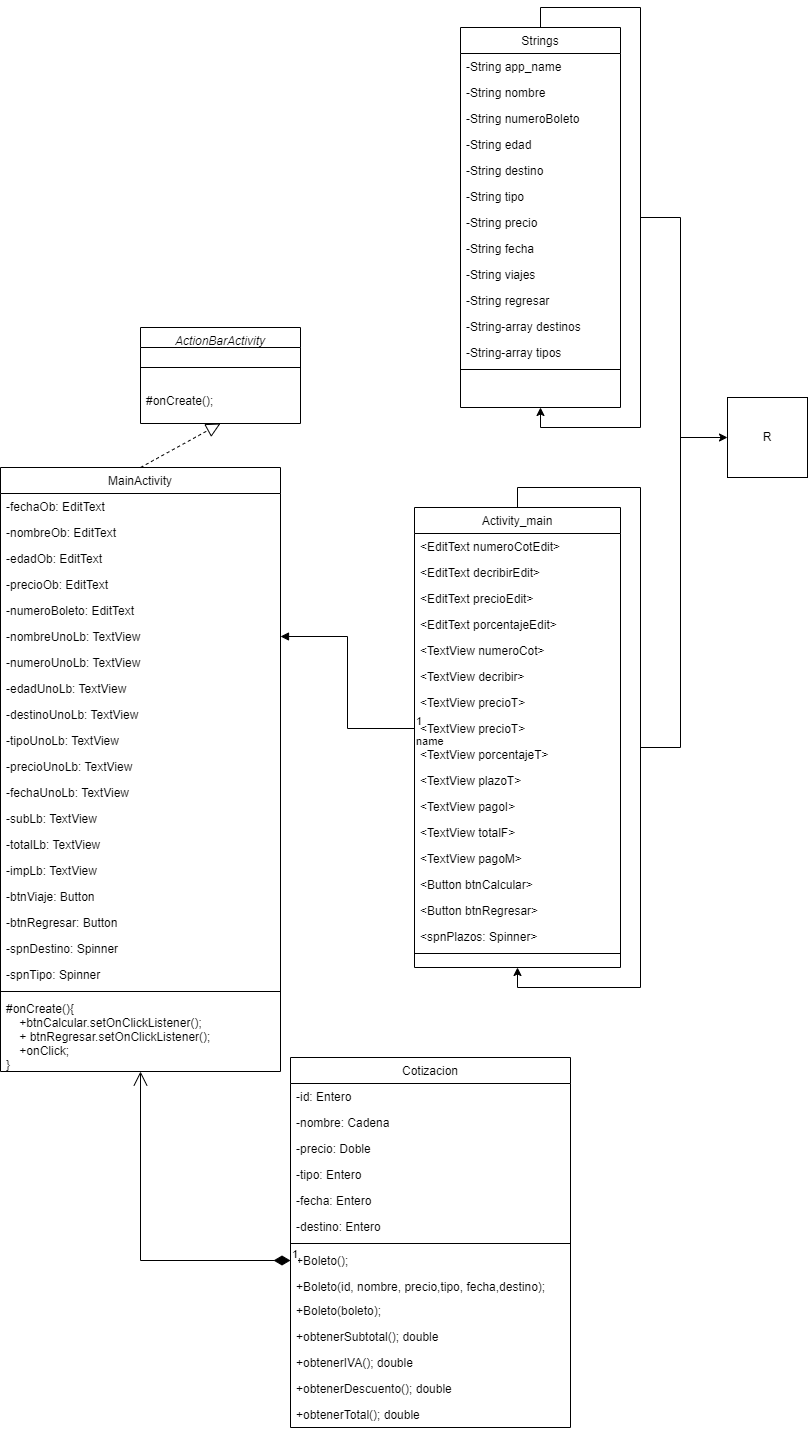 Strings
-String app_name
-String nombre
-String numeroBoleto
-String edad
-String destino
-String tipo
-String precio
-String fecha
-String viajes
-String regresar
-String-array destinos
-String-array tipos
ActionBarActivity
#onCreate();
R
MainActivity
-fechaOb: EditText
-nombreOb: EditText
-edadOb: EditText
-precioOb: EditText
-numeroBoleto: EditText
-nombreUnoLb: TextView
-numeroUnoLb: TextView
-edadUnoLb: TextView
-destinoUnoLb: TextView
-tipoUnoLb: TextView
-precioUnoLb: TextView
-fechaUnoLb: TextView
-subLb: TextView
-totalLb: TextView
-impLb: TextView
-btnViaje: Button
-btnRegresar: Button
-spnDestino: Spinner
-spnTipo: Spinner
#onCreate(){
+btnCalcular.setOnClickListener();
+ btnRegresar.setOnClickListener();
+onClick;
}
Activity_main
<EditText numeroCotEdit>
<EditText decribirEdit>
<EditText precioEdit>
<EditText porcentajeEdit>
<TextView numeroCot>
<TextView decribir>
<TextView precioT>
1
<TextView precioT>
name
<TextView porcentajeT>
<TextView plazoT>
<TextView pagoI>
<TextView totalF>
<TextView pagoM>
<Button btnCalcular>
<Button btnRegresar>
<spnPlazos: Spinner>
Cotizacion
-id: Entero
-nombre: Cadena
-precio: Doble
-tipo: Entero
-fecha: Entero
-destino: Entero
1
+Boleto();
+Boleto(id, nombre, precio,tipo, fecha,destino);
+Boleto(boleto);
+obtenerSubtotal(); double
+obtenerIVA(); double
+obtenerDescuento(); double
+obtenerTotal(); double